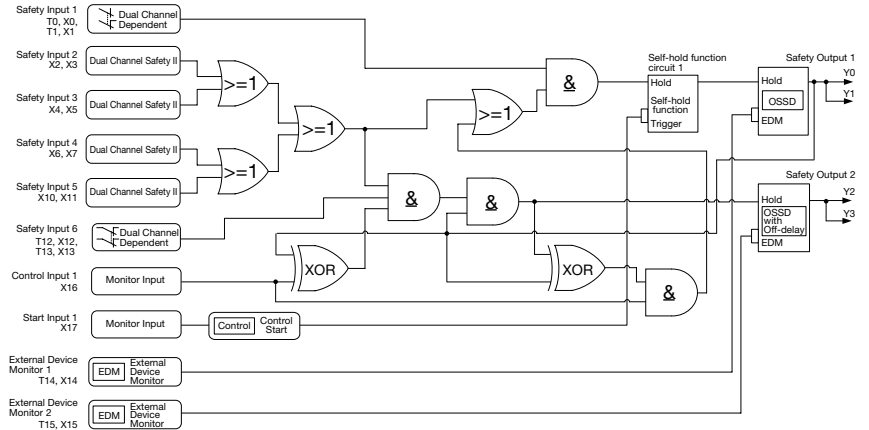 Safety Input 1
T0, X0,
T1, X1
Dual Channel
Dependent
Safety Input 2
X2, X3
Dual Channel Safety II
Safety Input 3
X4, X5
Dual Channel Safety II
Safety Input 4
X6, X7
Dual Channel Safety II
Safety Input 5
X10, X11
Dual Channel Safety II
Safety Input 6
T12, X12,
T13, X13
Dual Channel
Dependent
Control Input 1
X16
Monitor Input
Start Input 1
X17
Monitor Input
Control
Control
Start
External Device
Monitor 1
T14, X14
EDM
External
Device
Monitor
External Device
Monitor 2
T15, X15
EDM
External
Device
Monitor
>=1
>=1
>=1
>=1
&
&
&
XOR
XOR
&
Self-hold function
circuit 1
Hold
Self-hold
function
Trigger
Safety Output 1
Hold
OSSD
EDM
Y0
Y1
Safety Output 2
Hold
OSSD
with
Off-delay
EDM
Y2
Y3